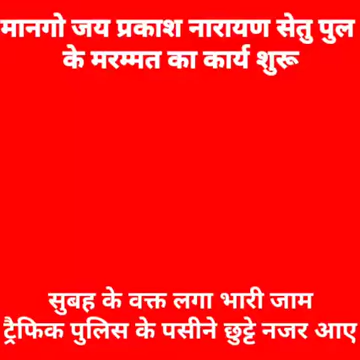 मानगो जय प्रकाश नारायण सेतु पुल
के मरम्मत का कार्य शुरू
सुबह के वक्त लगा भारी जाम
ट्रैफिक पुलिस के पसीने छुट्टे नजर आए